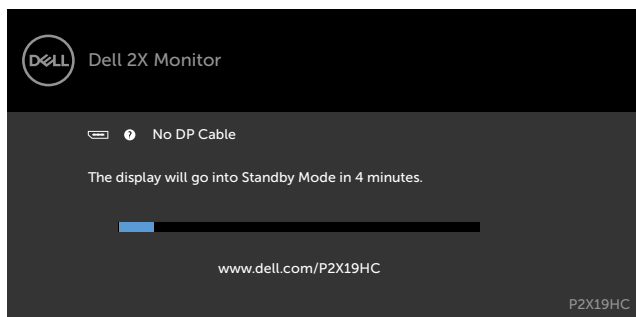 DELL
Dell 2X Monitor
? No DP Cable
The display will go into Standby Mode in 4 minutes.
www.dell.com/P2X19HC
P2X19HC